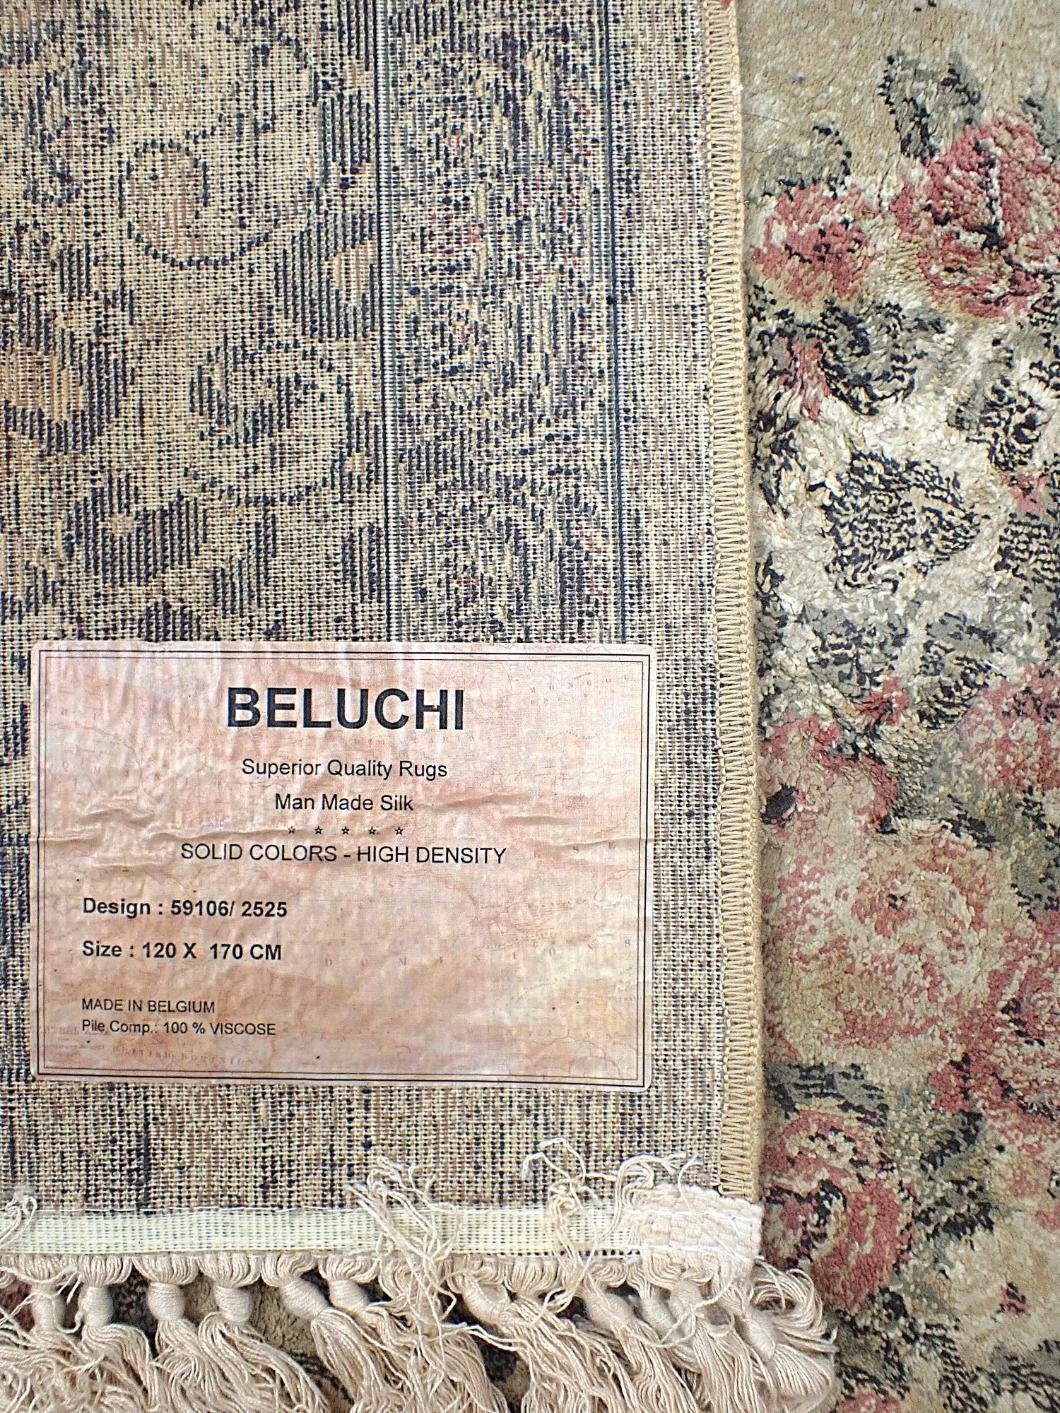 BELUCHI
Superior Quality Rugs
Man Made Silk
☆ ☆ ☆ ☆ ☆
SOLID COLORS - HIGH DENSITY
Design : 59106/ 2525
Size : 120 X 170 CM
DOMINIONS
MADE IN BELGIUM
Pile Comp.: 100 % VISCOSE